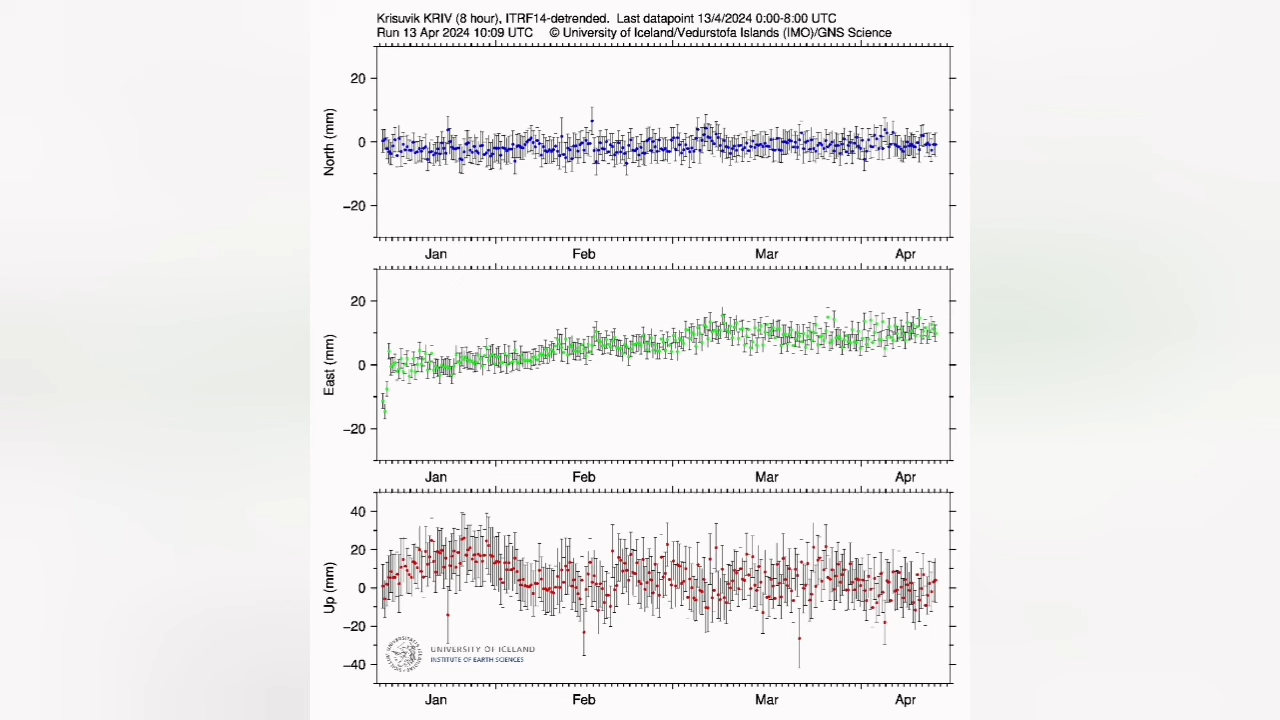 Krisuvik KRIV (8 hour), ITRF14-detrended. Last datapoint 13/4/2024 0:00-8:00 UTC
Run 13 Apr 2024 10:09 UTC © University of Iceland/Vedurstofa Islands (IMO)/GNS Science
20
0
−20
North (mm)
Jan Feb Mar Apr
20
0
−20
East (mm)
Jan Feb Mar Apr
40
20
0
−20
−40
Up (mm)
UNIVERSITY OF ICELAND
INSTITUTE OF EARTH SCIENCES
Jan Feb Mar Apr